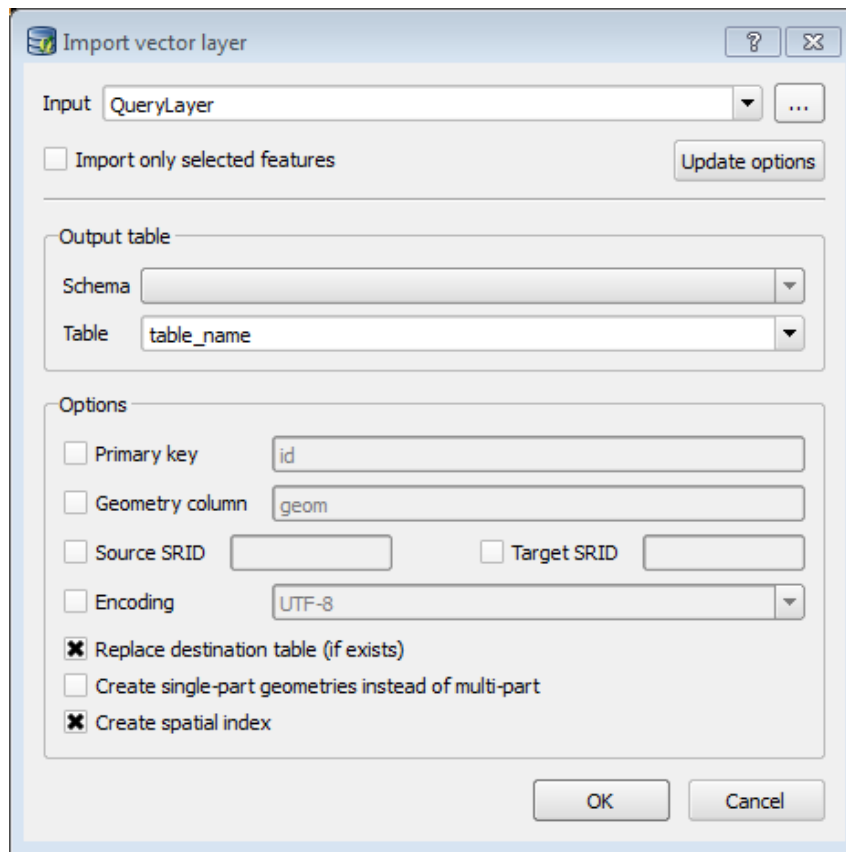 Import vector layer
Input QueryLayer ...
Import only selected features Update options
Output table
Schema
Table table_name
Options
Primary key id
Geometry column geom
Source SRID Target SRID
Encoding UTF-8
Replace destination table (if exists)
Create single-part geometries instead of multi-part
Create spatial index
OK Cancel